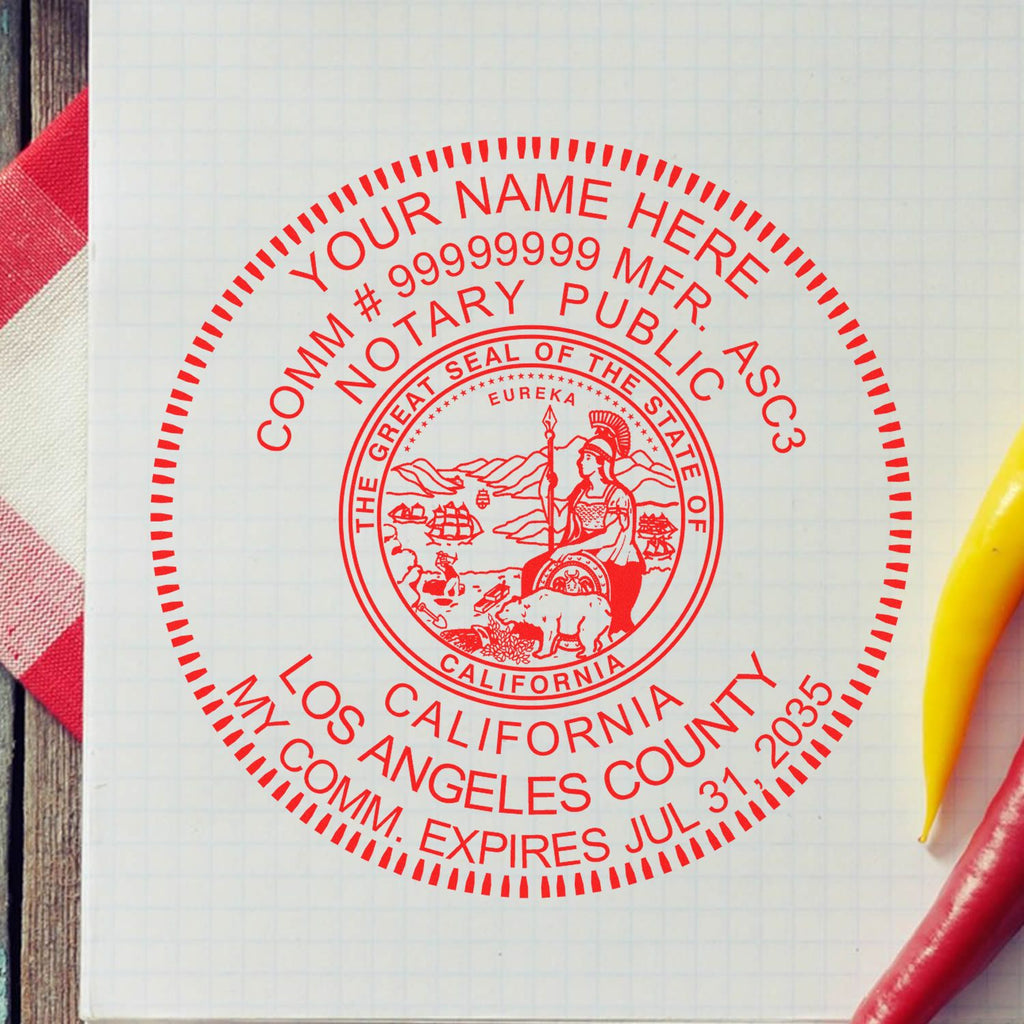 YOUR NAME HERE
COMM # 99999999 MFR. ASC3
NOTARY PUBLIC
THE GREAT SEAL OF THE STATE OF
EUREKA
CALIFORNIA
CALIFORNIA
LOS ANGELES COUNTY
MY COMM. EXPIRES JUL 31, 2035